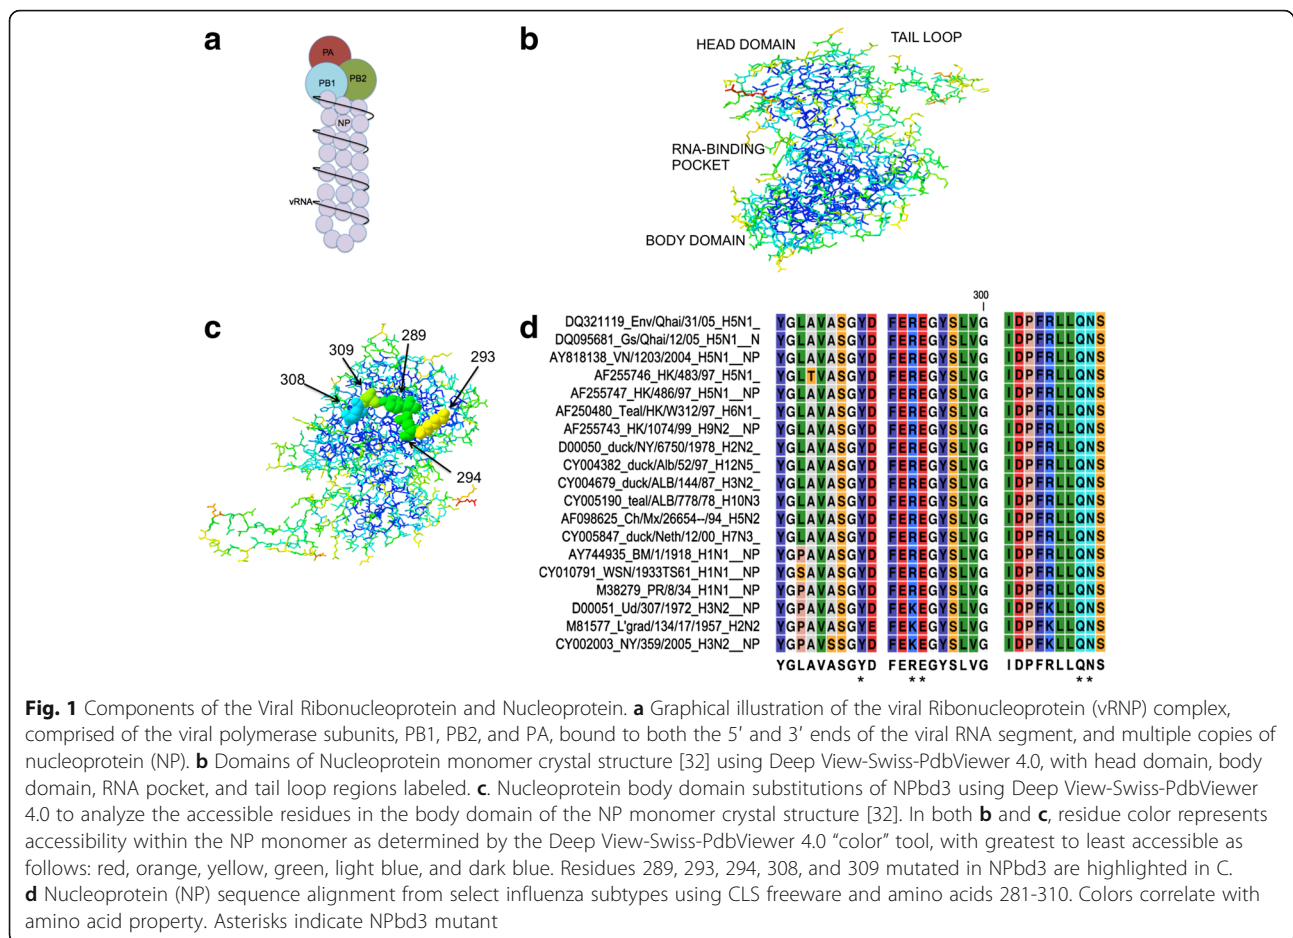 a
PA
PB1
PB2
NP
vRNA
b
HEAD DOMAIN
TAIL LOOP
RNA-BINDING
POCKET
BODY DOMAIN
c
309
289
293
308
294
d
300
DQ321119_Env/Qhai/31/05_H5N1_ YGLAVASGYD FEREGYSLVG IDPFRLLQNS
DQ095681_Gs/Qhai/12/05_H5N1__N YGLAVASGYD FEREGYSLVG IDPFRLLQNS
AY818138_VN/1203/2004_H5N1_NP YGLAVASGYD FEREGYSLVG IDPFRLLQNS
AF255746_HK/483/97_H5N1_ YGLTVASGYD FEREGYSLVG IDPFRLLQNS
AF255747_HK/486/97_H5N1__NP YGLAVASGYD FEREGYSLVG IDPFRLLQNS
AF250480_Teal/HK/W312/97_H6N1_ YGLAVASGYD FEREGYSLVG IDPFRLLQNS
AF255743_HK/1074/99_H9N2__NP YGLAVASGYD FEREGYSLVG IDPFRLLQNS
D00050_duck/NY/6750/1978_H2N2_ YGLAVASGYD FEREGYSLVG IDPFRLLQNS
CY004382_duck/Alb/52/97_H12N5_ YGLAVASGYD FEREGYSLVG IDPFRLLQNS
CY004679_duck/ALB/144/87_H3N2_ YGLAVASGYD FEREGYSLVG IDPFRLLQNS
CY005190_teal/ALB/778/78_H10N3 YGLAVASGYD FEREGYSLVG IDPFRLLQNS
AF098625_Ch/Mx/26654--/94_H5N2 YGLAVASGYD FEREGYSLVG IDPFRLLQNS
CY005847_duck/Neth/12/00_H7N3_ YGLAVASGYD FEREGYSLVG IDPFRLLQNS
AY744935_BM/1/1918_H1N1__NP YGPAVASGYD FEREGYSLVG IDPFRLLQNS
CY010791_WSN/1933TS61_H1N1__NP YGSAVASGYD FEREGYSLVG IDPFRLLQNS
M38279_PR/8/34_H1N1__NP YGPAVASGYD FEREGYSLVG IDPFRLLQNS
D00051_Ud/307/1972_H3N2__NP YGPAVASGYD FEKEGYSLVG IDPFKLLQNS
M81577_L'grad/134/17/1957_H2N2 YGPAVASGYE FEKEGYSLVG IDPFKLLQNS
CY002003_NY/359/2005_H3N2__NP YGPAVSSGYD FEKEGYSLVG IDPFKLLQNS
YGLAVASGYD FEREGYSLVG IDPFRLLQNS
* ** **
Fig. 1 Components of the Viral Ribonucleoprotein and Nucleoprotein. a Graphical illustration of the viral Ribonucleoprotein (vRNP) complex,
comprised of the viral polymerase subunits, PB1, PB2, and PA, bound to both the 5′ and 3′ ends of the viral RNA segment, and multiple copies of
nucleoprotein (NP). b Domains of Nucleoprotein monomer crystal structure [32] using Deep View-Swiss-PdbViewer 4.0, with head domain, body
domain, RNA pocket, and tail loop regions labeled. c. Nucleoprotein body domain substitutions of NPbd3 using Deep View-Swiss-PdbViewer
4.0 to analyze the accessible residues in the body domain of the NP monomer crystal structure [32]. In both b and c, residue color represents
accessibility within the NP monomer as determined by the Deep View-Swiss-PdbViewer 4.0 “color” tool, with greatest to least accessible as
follows: red, orange, yellow, green, light blue, and dark blue. Residues 289, 293, 294, 308, and 309 mutated in NPbd3 are highlighted in C.
d Nucleoprotein (NP) sequence alignment from select influenza subtypes using CLS freeware and amino acids 281-310. Colors correlate with
amino acid property. Asterisks indicate NPbd3 mutant